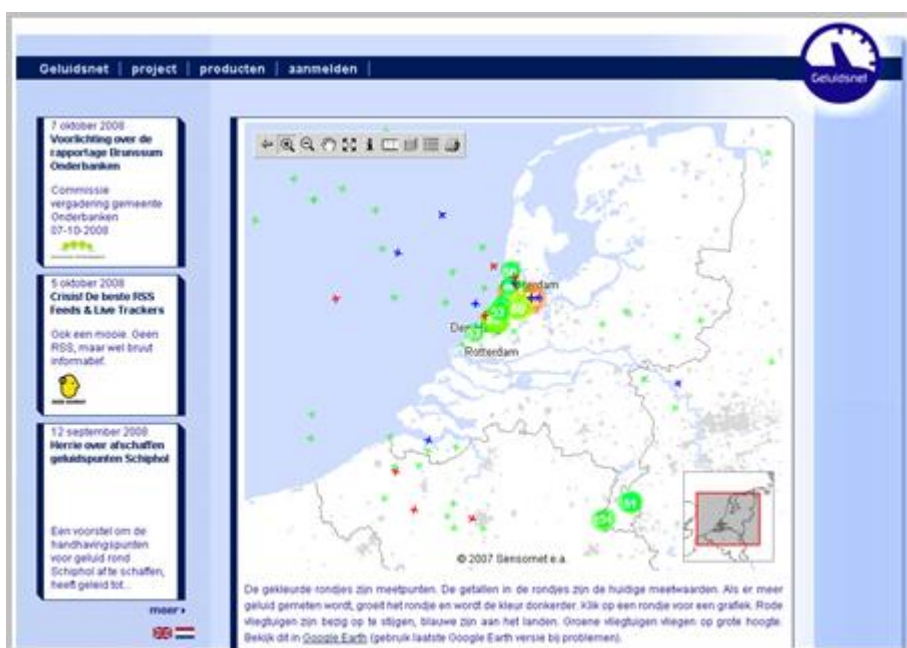 Geluidsnet | project | producten | aanmelden |
Geluidsnet
7 oktober 2008
Voorlichting over de
rapportage Brunssum
Onderbanken
Commissie
vergadering gemeente
Onderbanken
07-10-2008
5 oktober 2008
Crisis! De beste RSS
Feeds & Live Trackers
Ook een mooie. Geen
RSS, maar wel bruut
informatief.
12 september 2008
Herrie over afschaffen
geluidspunten Schiphol
Een voorstel om de
handhavingspunten
voor geluid rond
Schiphol af te schaffen,
heeft geleid tot...
meer
Rotterdam
© 2007 Sensornet e.a.
De gekleurde rondjes zijn meetpunten. De getallen in de rondjes zijn de huidige meetwaarden. Als er meer
geluid gemeten wordt, groeit het rondje en wordt de kleur donkerder. Klik op een rondje voor een grafiek. Rode
vliegtuigen zijn bezig op te stijgen, blauwe zijn aan het landen. Groene vliegtuigen vliegen op grote hoogte.
Bekijk dit in Google Earth (gebruik laatste Google Earth versie bij problemen).